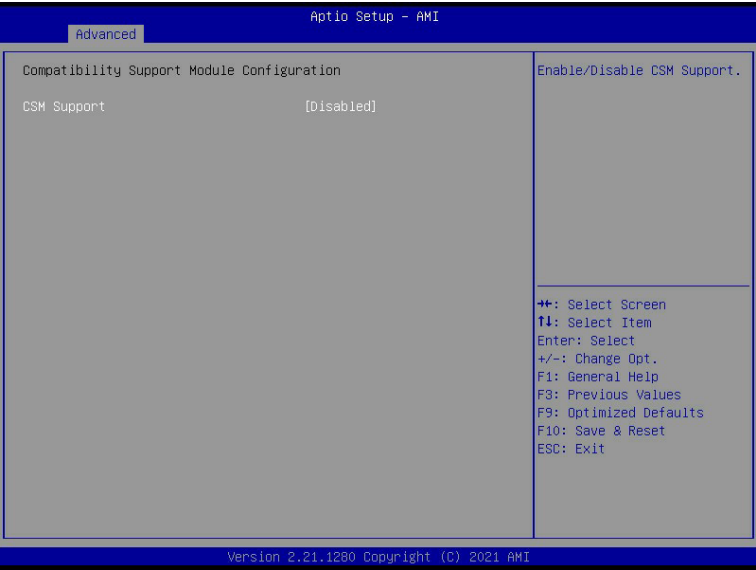 Aptio Setup – AMI
Advanced
Compatibility Support Module Configuration
CSM Support [Disabled]
Enable/Disable CSM Support.
→←: Select Screen
↑↓: Select Item
Enter: Select
+/-: Change Opt.
F1: General Help
F3: Previous Values
F9: Optimized Defaults
F10: Save & Reset
ESC: Exit
Version 2.21.1280 Copyright (C) 2021 AMI